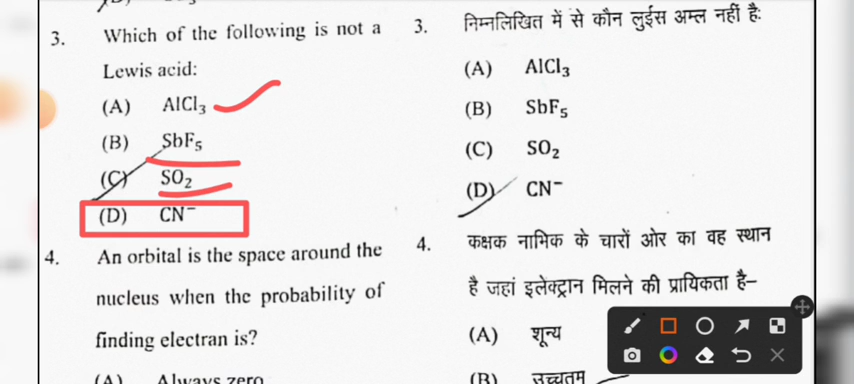 3. Which of the following is not a
Lewis acid:
(A) AlCl₃
(B) SbF₅
(C) SO₂
(D) CN⁻
4. An orbital is the space around the
nucleus when the probability of
finding electran is?
(A) Always zero
3. निम्नलिखित में से कौन लुईस अम्ल नहीं है:
(A) AlCl₃
(B) SbF₅
(C) SO₂
(D) CN⁻
4. कक्षक नाभिक के चारों ओर का वह स्थान
है जहां इलेक्ट्रान मिलने की प्रायिकता है–
(A) शून्य
(B) उच्चतम